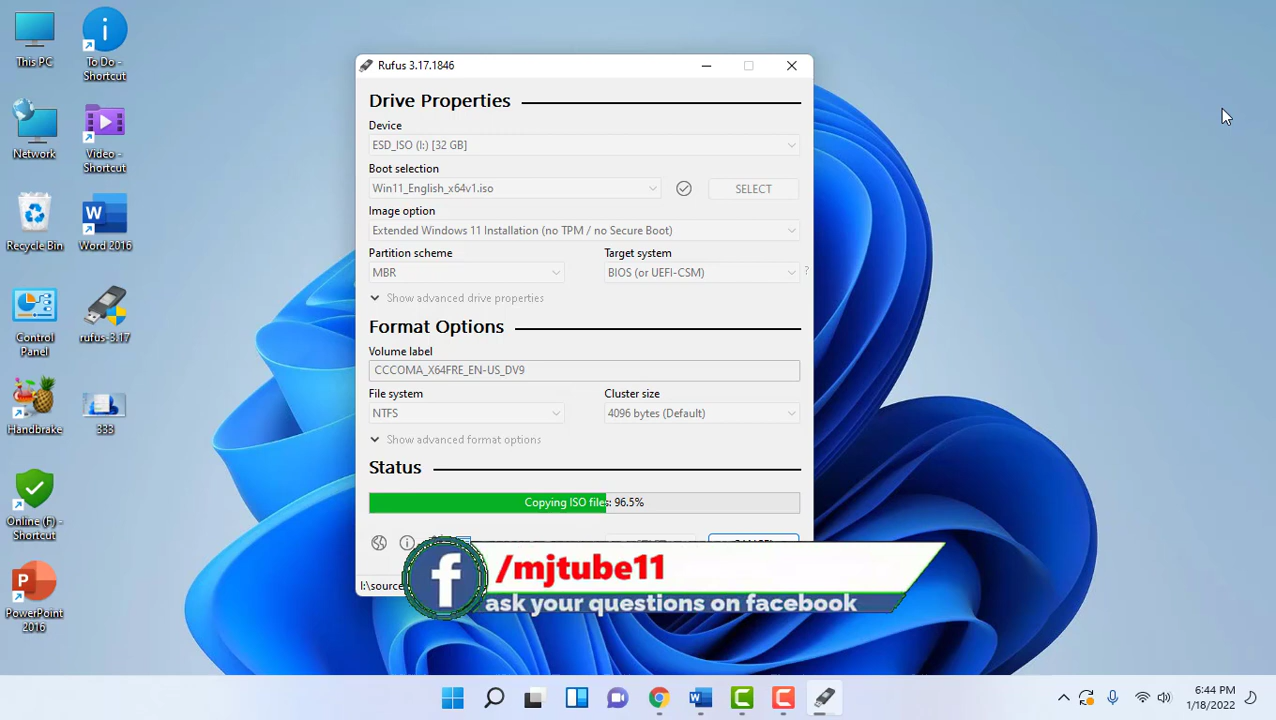 This PC
To Do -
Shortcut
Network
Video -
Shortcut
Recycle Bin
Word 2016
Control
Panel
rufus-3.17
Handbrake
333
Online (F) -
Shortcut
PowerPoint
2016
Rufus 3.17.1846
Drive Properties
Device
ESD_ISO (I:) [32 GB]
Boot selection
Win11_English_x64v1.iso
SELECT
Image option
Extended Windows 11 Installation (no TPM / no Secure Boot)
Partition scheme
Target system
MBR
BIOS (or UEFI-CSM)
?
Show advanced drive properties
Format Options
Volume label
CCCOMA_X64FRE_EN-US_DV9
File system
Cluster size
NTFS
4096 bytes (Default)
Show advanced format options
Status
Copying ISO files: 96.5%
I:\source
/mjtube11
ask your questions on facebook
6:44 PM
1/18/2022